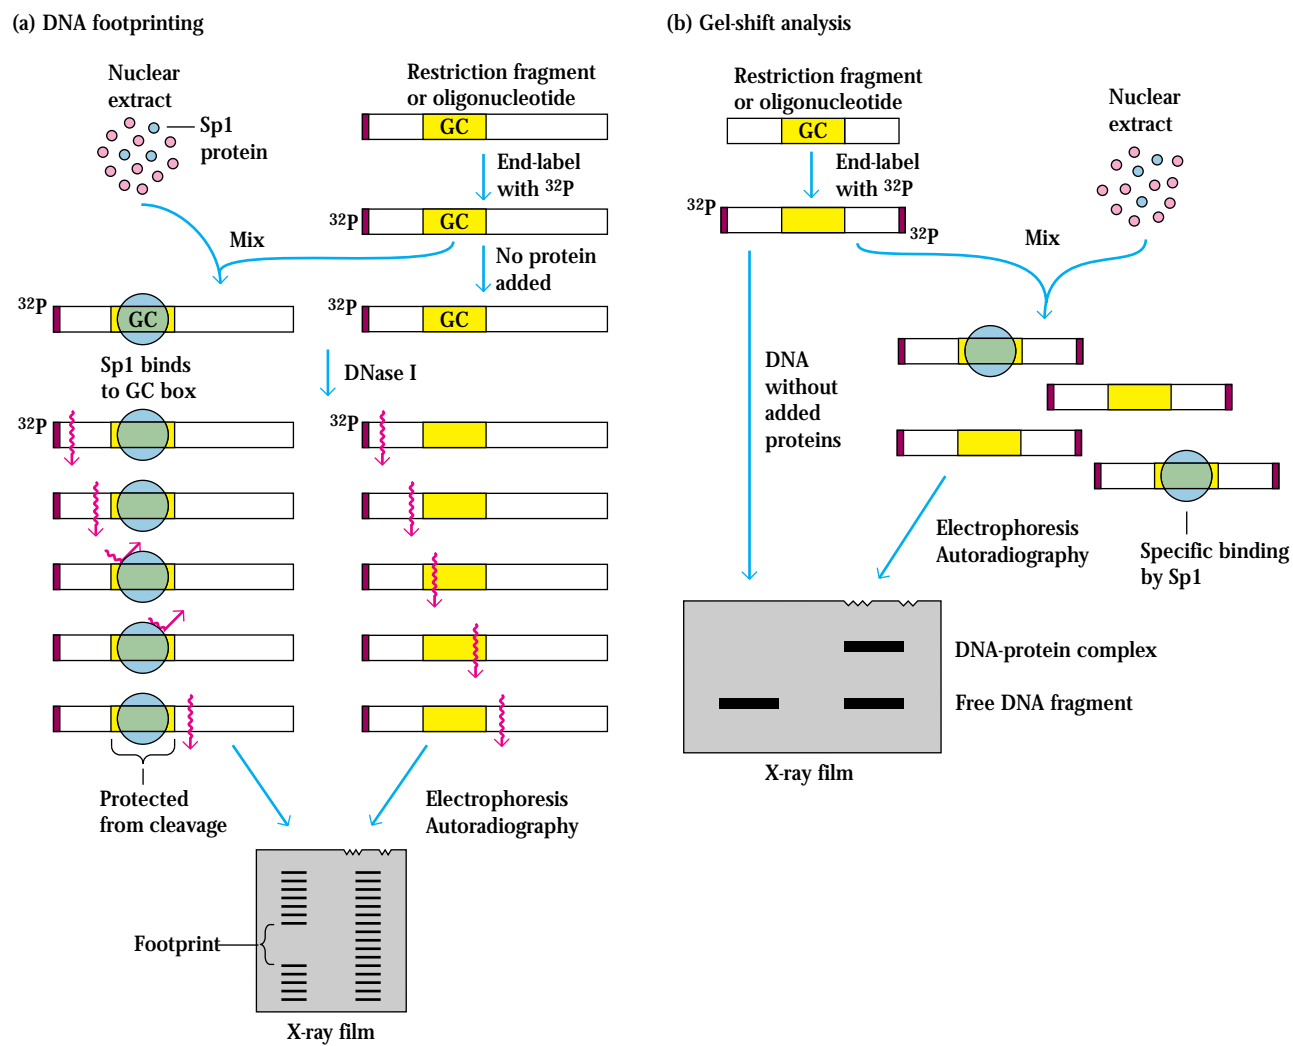 (a) DNA footprinting
Nuclear
extract
Sp1
protein
Restriction fragment
or oligonucleotide
GC
End-label
with ³²P
³²P
GC
Mix
No protein
added
³²P
GC
³²P
GC
Sp1 binds
to GC box
DNase I
³²P
³²P
Protected
from cleavage
Electrophoresis
Autoradiography
Footprint
X-ray film
(b) Gel-shift analysis
Restriction fragment
or oligonucleotide
GC
Nuclear
extract
End-label
with ³²P
³²P
³²P
Mix
DNA
without
added
proteins
Electrophoresis
Autoradiography
Specific binding
by Sp1
DNA-protein complex
Free DNA fragment
X-ray film